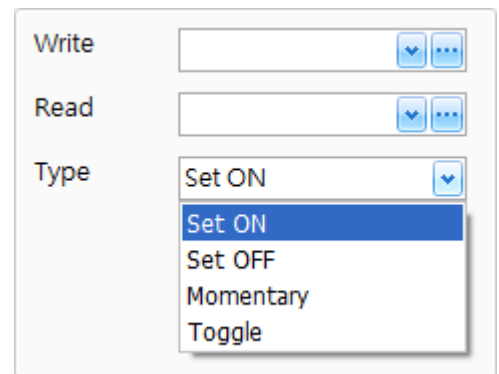 Write
Read
Type Set ON
Set ON
Set OFF
Momentary
Toggle